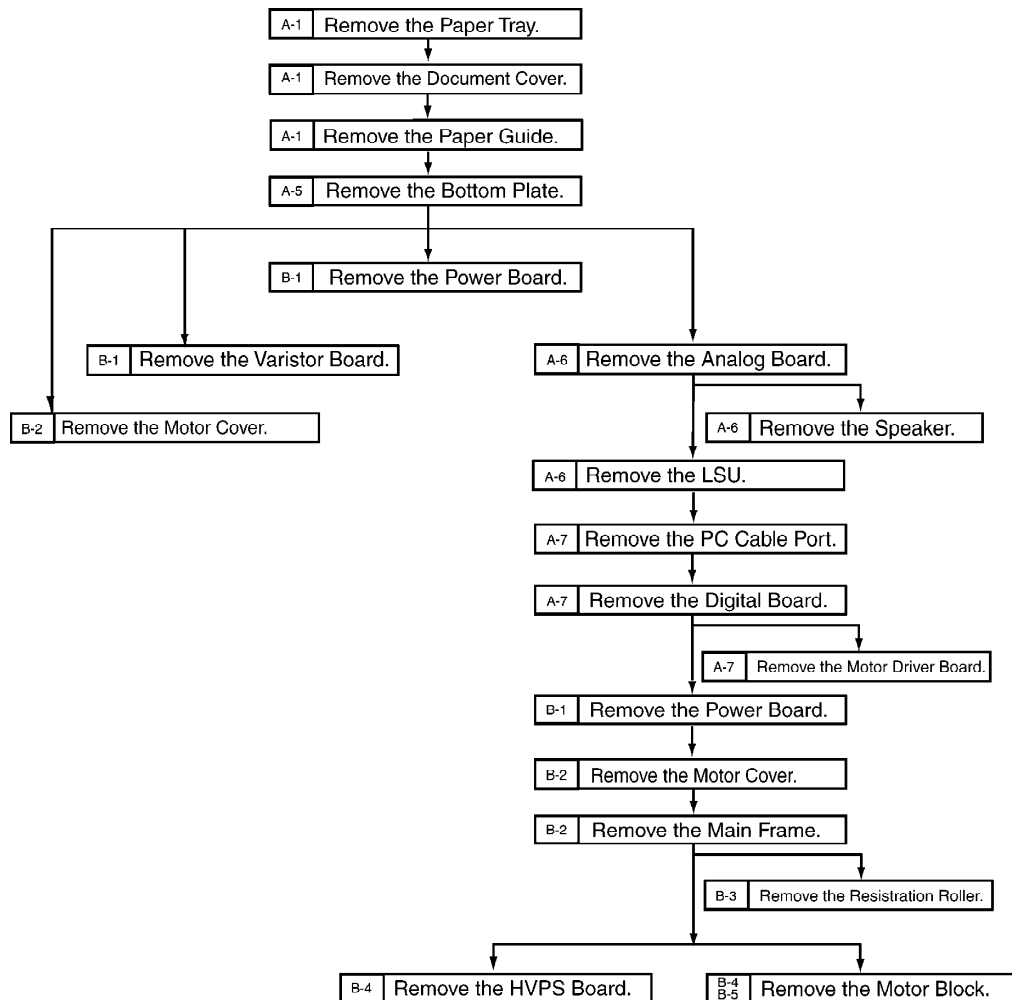 A-1 Remove the Paper Tray.
A-1 Remove the Document Cover.
A-1 Remove the Paper Guide.
A-5 Remove the Bottom Plate.
B-1 Remove the Power Board.
B-1 Remove the Varistor Board.
A-6 Remove the Analog Board.
B-2 Remove the Motor Cover.
A-6 Remove the Speaker.
A-6 Remove the LSU.
A-7 Remove the PC Cable Port.
A-7 Remove the Digital Board.
A-7 Remove the Motor Driver Board.
B-1 Remove the Power Board.
B-2 Remove the Motor Cover.
B-2 Remove the Main Frame.
B-3 Remove the Resistration Roller.
B-4 Remove the HVPS Board.
B-4
B-5 Remove the Motor Block.